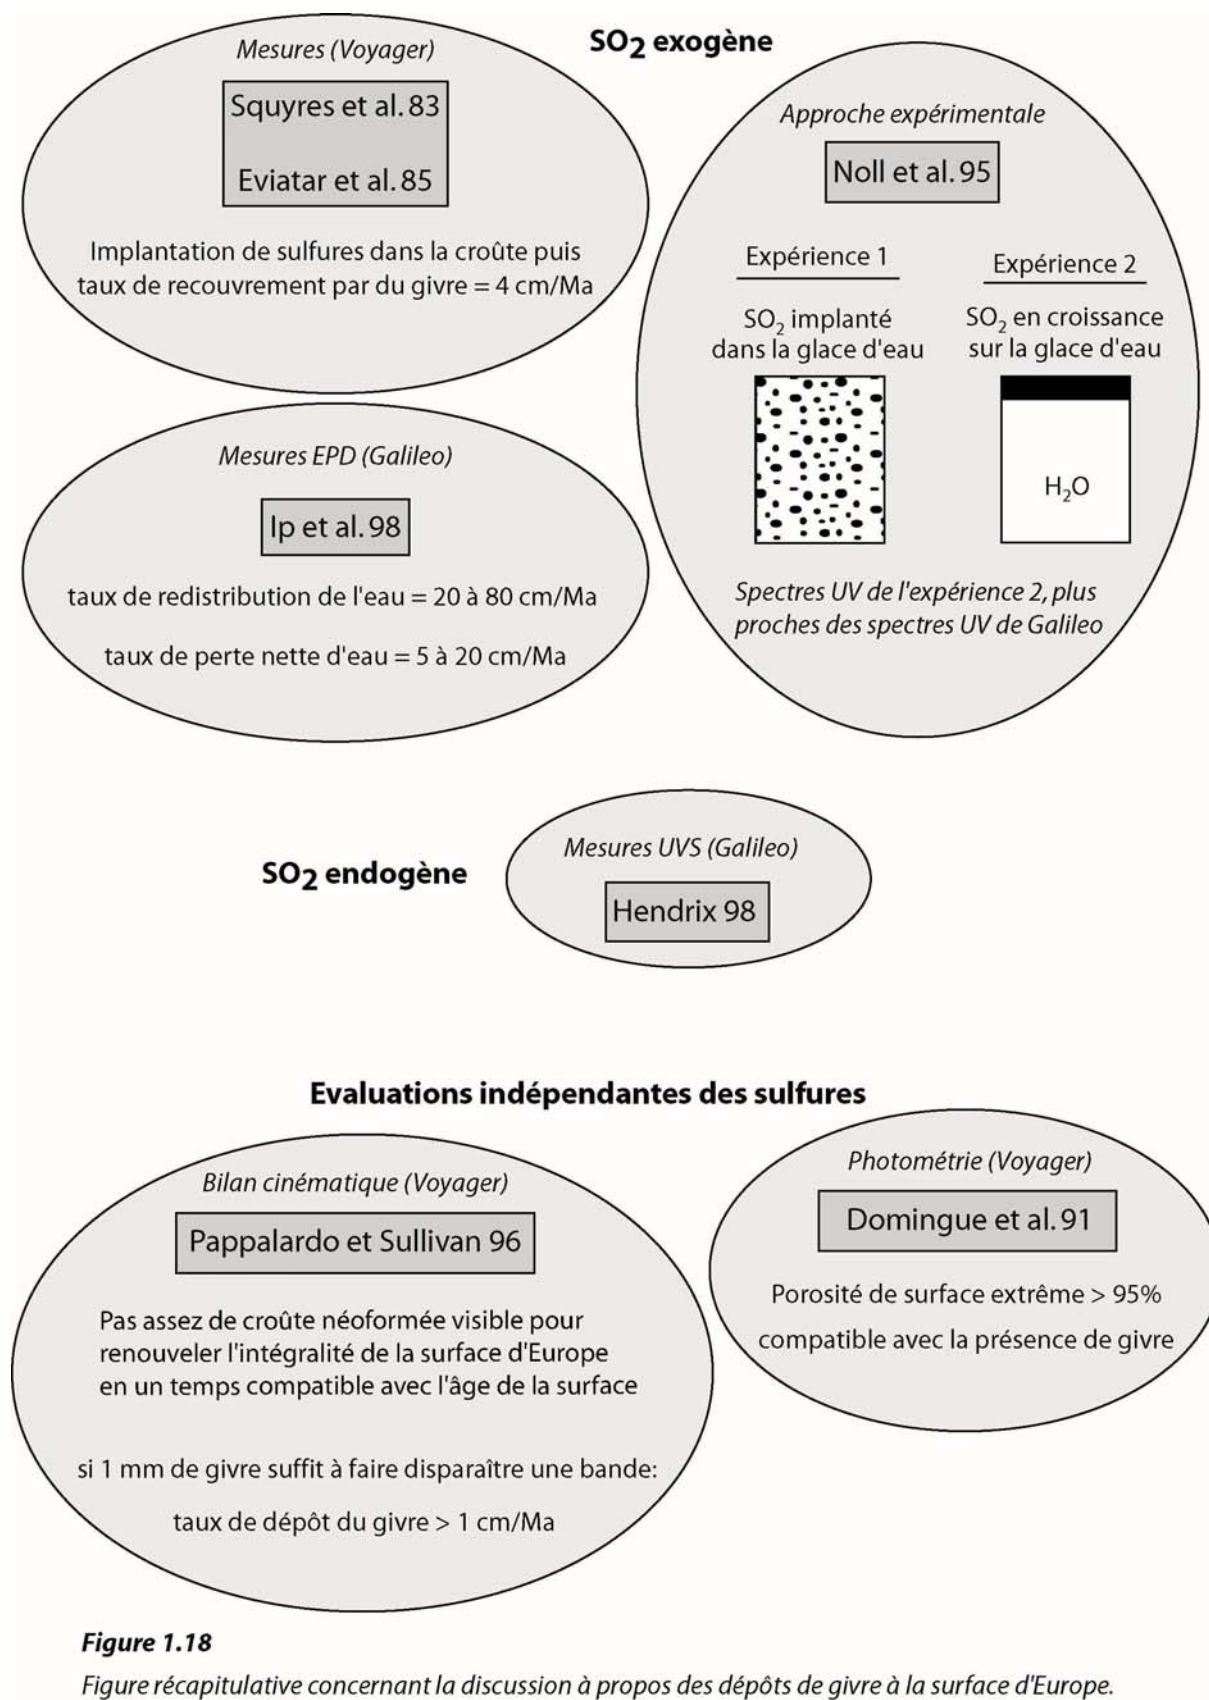 SO2 exogène
Mesures (Voyager)
Squyres et al. 83
Eviatar et al. 85
Implantation de sulfures dans la croûte puis
taux de recouvrement par du givre = 4 cm/Ma
Approche expérimentale
Noll et al. 95
Expérience 1
SO2 implanté
dans la glace d'eau
Expérience 2
SO2 en croissance
sur la glace d'eau
H2O
Spectres UV de l'expérience 2, plus
proches des spectres UV de Galileo
Mesures EPD (Galileo)
Ip et al. 98
taux de redistribution de l'eau = 20 à 80 cm/Ma
taux de perte nette d'eau = 5 à 20 cm/Ma
SO2 endogène
Mesures UVS (Galileo)
Hendrix 98
Evaluations indépendantes des sulfures
Bilan cinématique (Voyager)
Pappalardo et Sullivan 96
Pas assez de croûte néoformée visible pour
renouveler l'intégralité de la surface d'Europe
en un temps compatible avec l'âge de la surface
si 1 mm de givre suffit à faire disparaître une bande:
taux de dépôt du givre > 1 cm/Ma
Photométrie (Voyager)
Domingue et al. 91
Porosité de surface extrême > 95%
compatible avec la présence de givre
Figure 1.18
Figure récapitulative concernant la discussion à propos des dépôts de givre à la surface d'Europe.